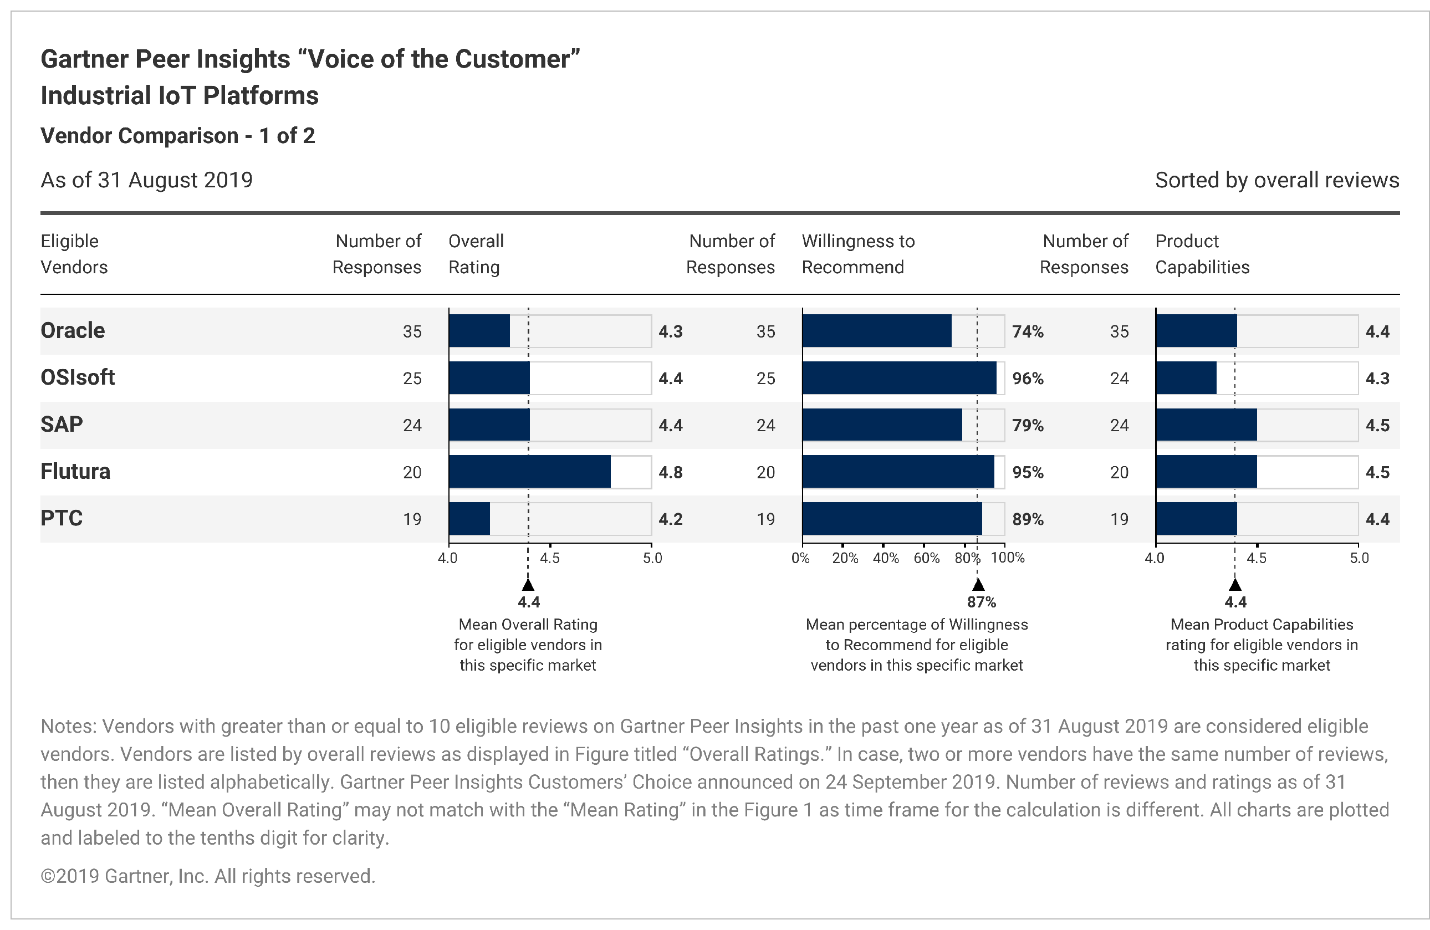 Gartner Peer Insights “Voice of the Customer”
Industrial IoT Platforms
Vendor Comparison - 1 of 2
As of 31 August 2019
Sorted by overall reviews
Eligible Vendors
Number of Responses
Overall Rating
Number of Responses
Willingness to Recommend
Number of Responses
Product Capabilities
Oracle 35 4.3 35 74% 35 4.4
OSIsoft 25 4.4 25 96% 24 4.3
SAP 24 4.4 24 79% 24 4.5
Flutura 20 4.8 20 95% 20 4.5
PTC 19 4.2 19 89% 19 4.4
4.0 4.5 5.0 0% 20% 40% 60% 80% 100% 4.0 4.5 5.0
4.4
Mean Overall Rating
for eligible vendors in
this specific market
87%
Mean percentage of Willingness
to Recommend for eligible
vendors in this specific market
4.4
Mean Product Capabilities
rating for eligible vendors in
this specific market
Notes: Vendors with greater than or equal to 10 eligible reviews on Gartner Peer Insights in the past one year as of 31 August 2019 are considered eligible
vendors. Vendors are listed by overall reviews as displayed in Figure titled “Overall Ratings.” In case, two or more vendors have the same number of reviews,
then they are listed alphabetically. Gartner Peer Insights Customers’ Choice announced on 24 September 2019. Number of reviews and ratings as of 31
August 2019. “Mean Overall Rating” may not match with the “Mean Rating” in the Figure 1 as time frame for the calculation is different. All charts are plotted
and labeled to the tenths digit for clarity.
©2019 Gartner, Inc. All rights reserved.